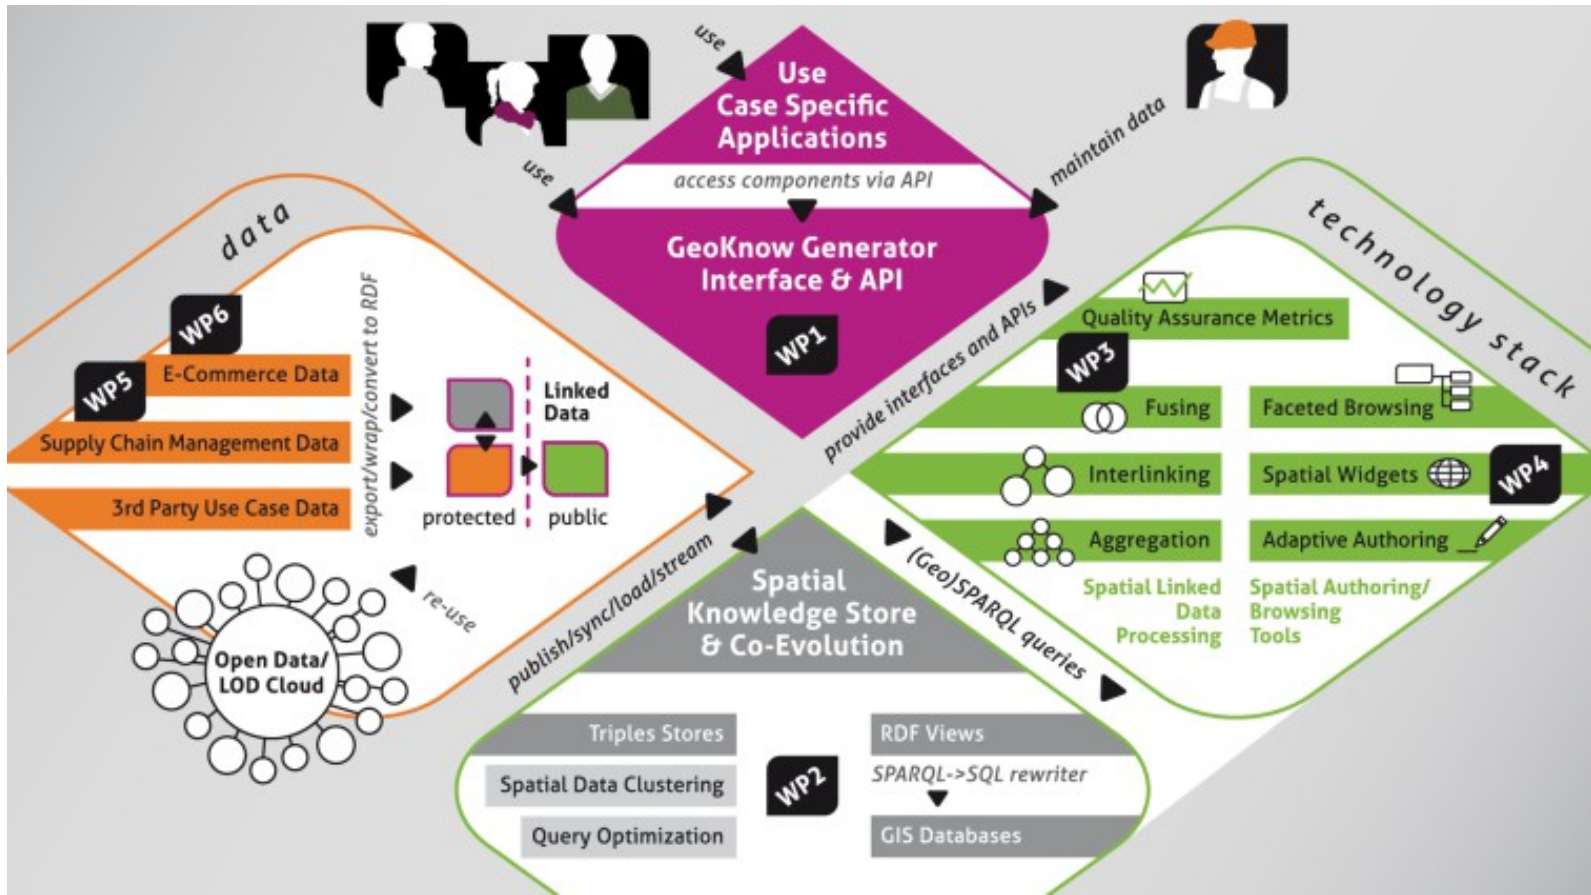 use
Use
Case Specific
Applications
access components via API
use
maintain data
GeoKnow Generator
Interface & API
WP1
data
WP6
WP5
E-Commerce Data
Supply Chain Management Data
3rd Party Use Case Data
export/wrap/convert to RDF
Linked
Data
protected
public
re-use
Open Data/
LOD Cloud
publish/sync/load/stream
provide interfaces and APIs
technology stack
Quality Assurance Metrics
WP3
Fusing
Interlinking
Aggregation
Spatial Linked
Data
Processing
Faceted Browsing
Spatial Widgets
WP4
Adaptive Authoring
Spatial Authoring/
Browsing
Tools
(Geo)SPARQL queries
Spatial
Knowledge Store
& Co-Evolution
Triples Stores
Spatial Data Clustering
Query Optimization
WP2
RDF Views
SPARQL->SQL rewriter
GIS Databases